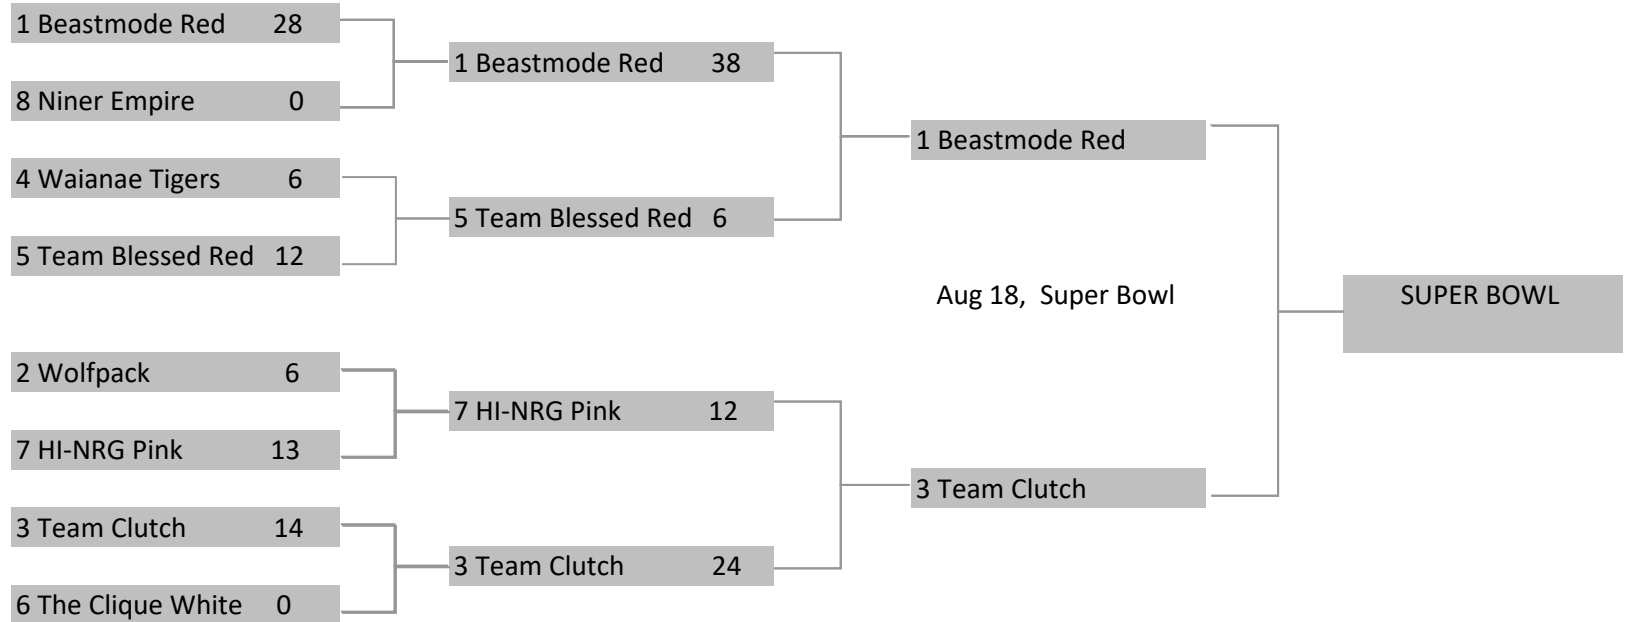 1 Beastmode Red 28
8 Niner Empire 0
4 Waianae Tigers 6
5 Team Blessed Red 12
2 Wolfpack 6
7 HI-NRG Pink 13
3 Team Clutch 14
6 The Clique White 0
1 Beastmode Red 38
5 Team Blessed Red 6
7 HI-NRG Pink 12
3 Team Clutch 24
1 Beastmode Red
Aug 18, Super Bowl
3 Team Clutch
SUPER BOWL